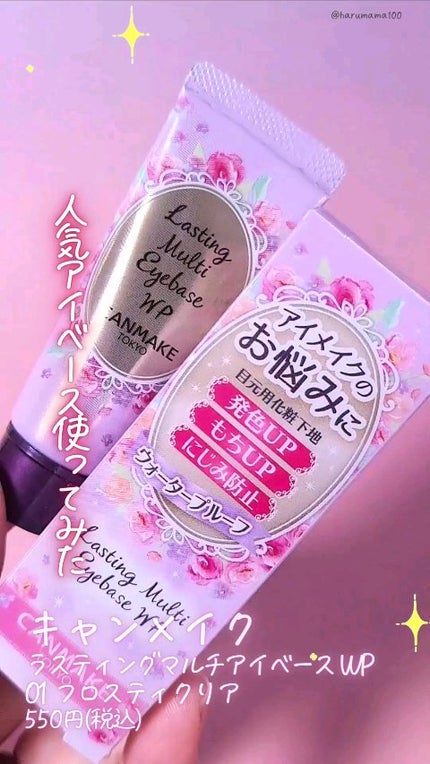 @harumama100
人気アイベース使ってみた
Lasting
Multi
Eyebase
WP
CANMAKE
TOKYO
アイメイクの
お悩みに
目元用化粧下地
発色UP
もちUP
にじみ防止
ウォータープルーフ
Lasting Multi
Eyebase WP
キャンメイク
ラスティングマルチアイベースWP
01 フロスティクリア
550円(税込)